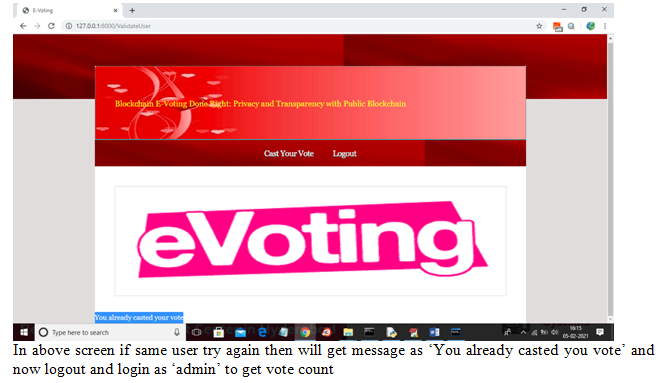 E-Voting
127.0.0.1:8000/ValidateUser
Blockchain E-Voting Done Right: Privacy and Transparency with Public Blockchain
Cast Your Vote Logout
eVoting
You already casted your vote
Type here to search
16:15
05-02-2021
In above screen if same user try again then will get message as ‘You already casted you vote’ and
now logout and login as ‘admin’ to get vote count